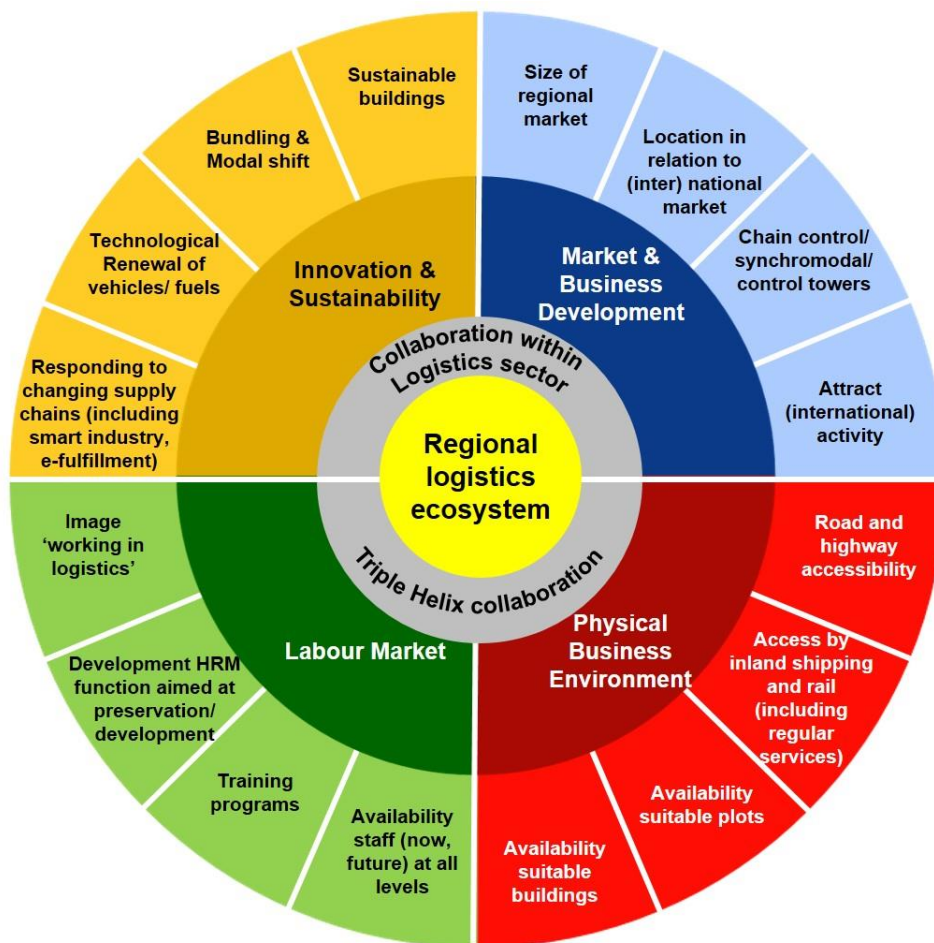 Sustainable
buildings
Bundling &
Modal shift
Technological
Renewal of
vehicles/ fuels
Responding to
changing supply
chains (including
smart industry,
e-fulfillment)
Innovation &
Sustainability
Size of
regional
market
Location in
relation to
(inter) national
market
Chain control/
synchromodal/
control towers
Attract
(international)
activity
Market &
Business
Development
Collaboration within
Logistics sector
Regional
logistics
ecosystem
Triple Helix collaboration
Image
‘working in
logistics’
Development HRM
function aimed at
preservation/
development
Training
programs
Availability
staff (now,
future) at all
levels
Labour Market
Road and
highway
accessibility
Access by
inland shipping
and rail
(including
regular
services)
Availability
suitable plots
Availability
suitable
buildings
Physical
Business
Environment